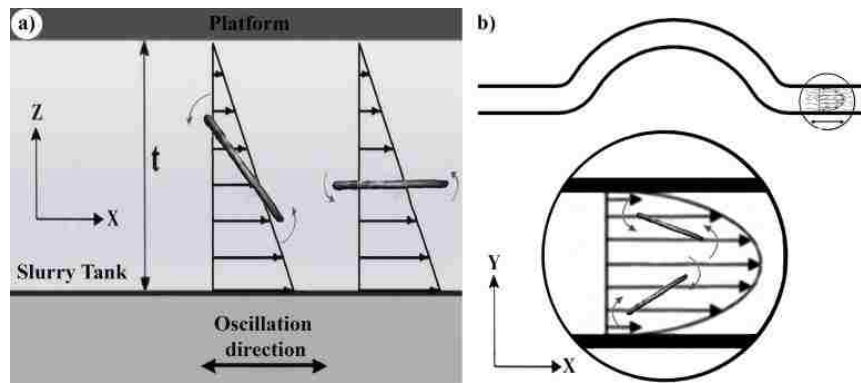 a)
Platform
Z
t
X
Slurry Tank
Oscillation
direction
b)
Y
X